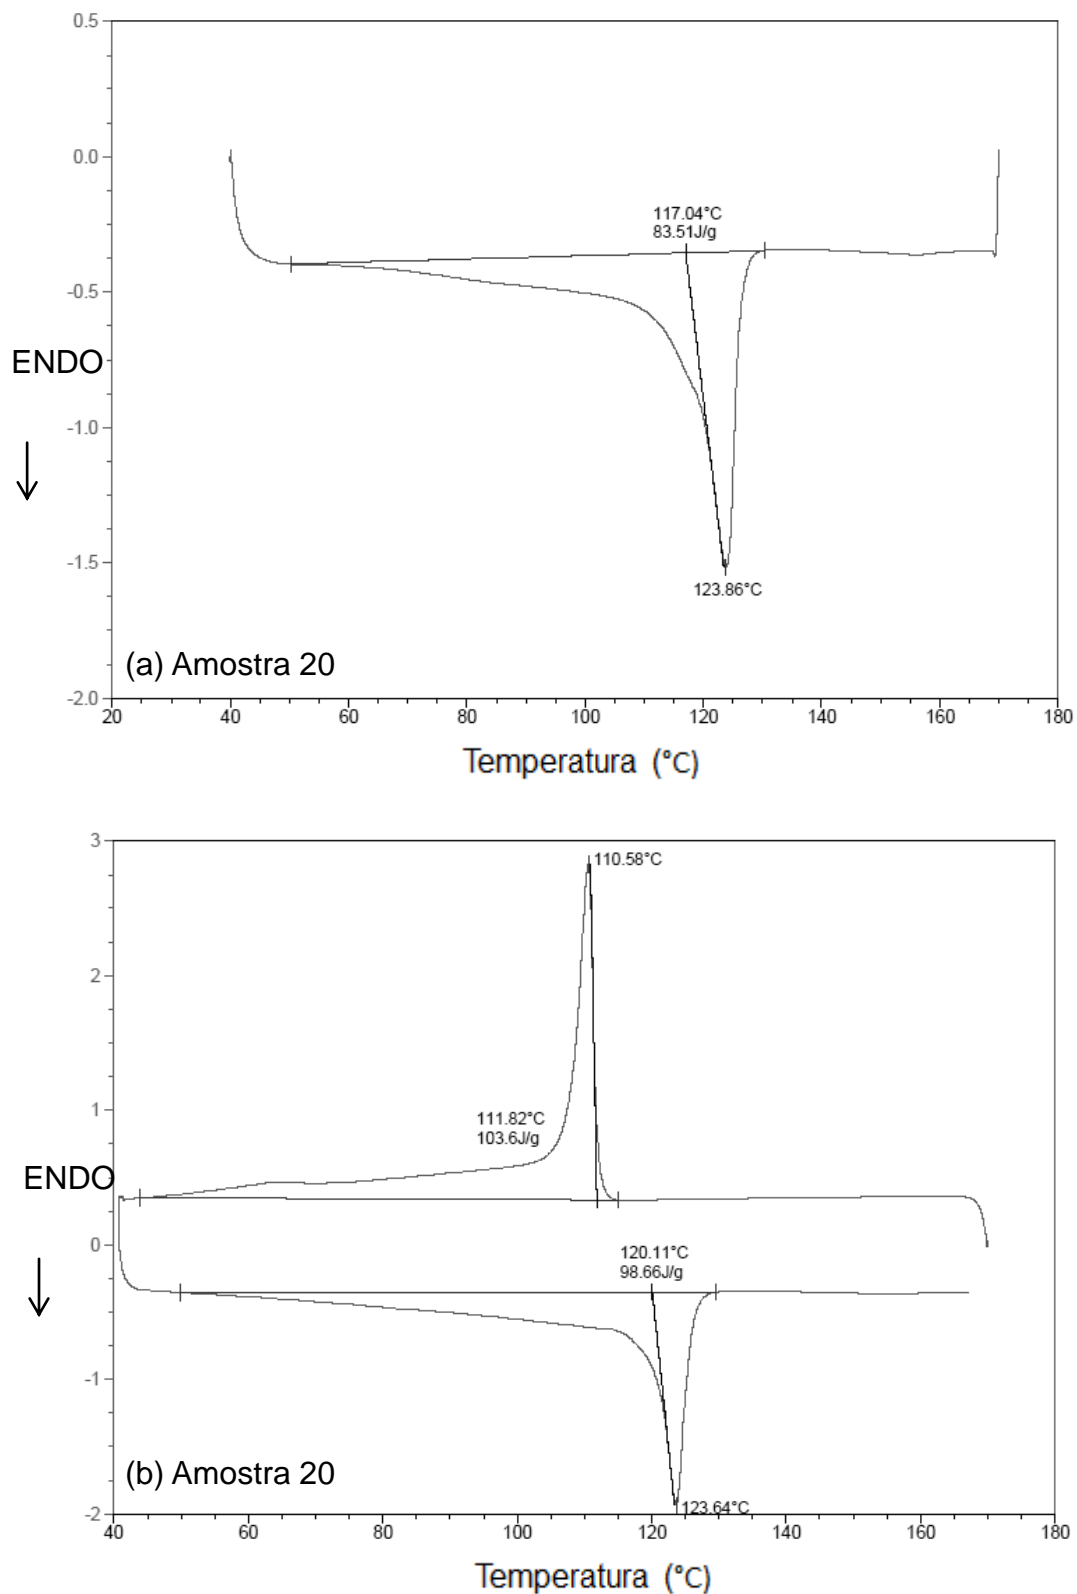 0.5
0.0
117.04°C
83.51J/g
-0.5
ENDO
-1.0
-1.5
123.86°C
(a) Amostra 20
-2.0
20 40 60 80 100 120 140 160 180
Temperatura (°C)
3
110.58°C
2
1
111.82°C
103.6J/g
ENDO
0
120.11°C
98.66J/g
-1
(b) Amostra 20
123.64°C
-2
40 60 80 100 120 140 160 180
Temperatura (°C)